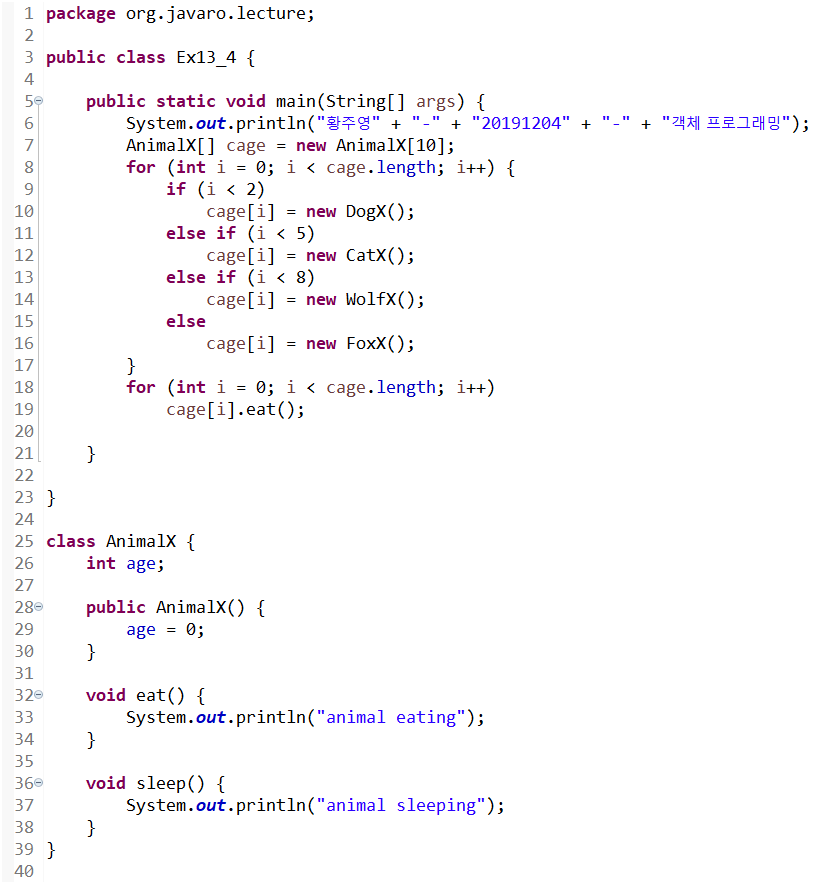 1 package org.javaro.lecture;
2
3 public class Ex13_4 {
4
5     public static void main(String[] args) {
6         System.out.println("황주영" + "-" + "20191204" + "-" + "객체 프로그래밍");
7         AnimalX[] cage = new AnimalX[10];
8         for (int i = 0; i < cage.length; i++) {
9             if (i < 2)
10                 cage[i] = new DogX();
11             else if (i < 5)
12                 cage[i] = new CatX();
13             else if (i < 8)
14                 cage[i] = new WolfX();
15             else
16                 cage[i] = new FoxX();
17         }
18         for (int i = 0; i < cage.length; i++)
19             cage[i].eat();
20
21     }
22
23 }
24
25 class AnimalX {
26     int age;
27
28     public AnimalX() {
29         age = 0;
30     }
31
32     void eat() {
33         System.out.println("animal eating");
34     }
35
36     void sleep() {
37         System.out.println("animal sleeping");
38     }
39 }
40